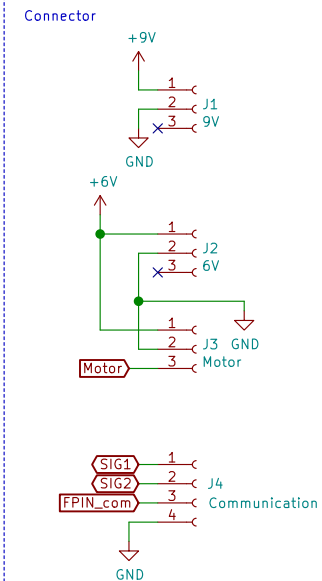 Connector
+9V
1
2 J1
3 9V
GND
+6V
1
2 J2
3 6V
1
2 J3 GND
Motor 3 Motor
SIG1 1
SIG2 2 J4
FPIN_com 3 Communication
4
GND